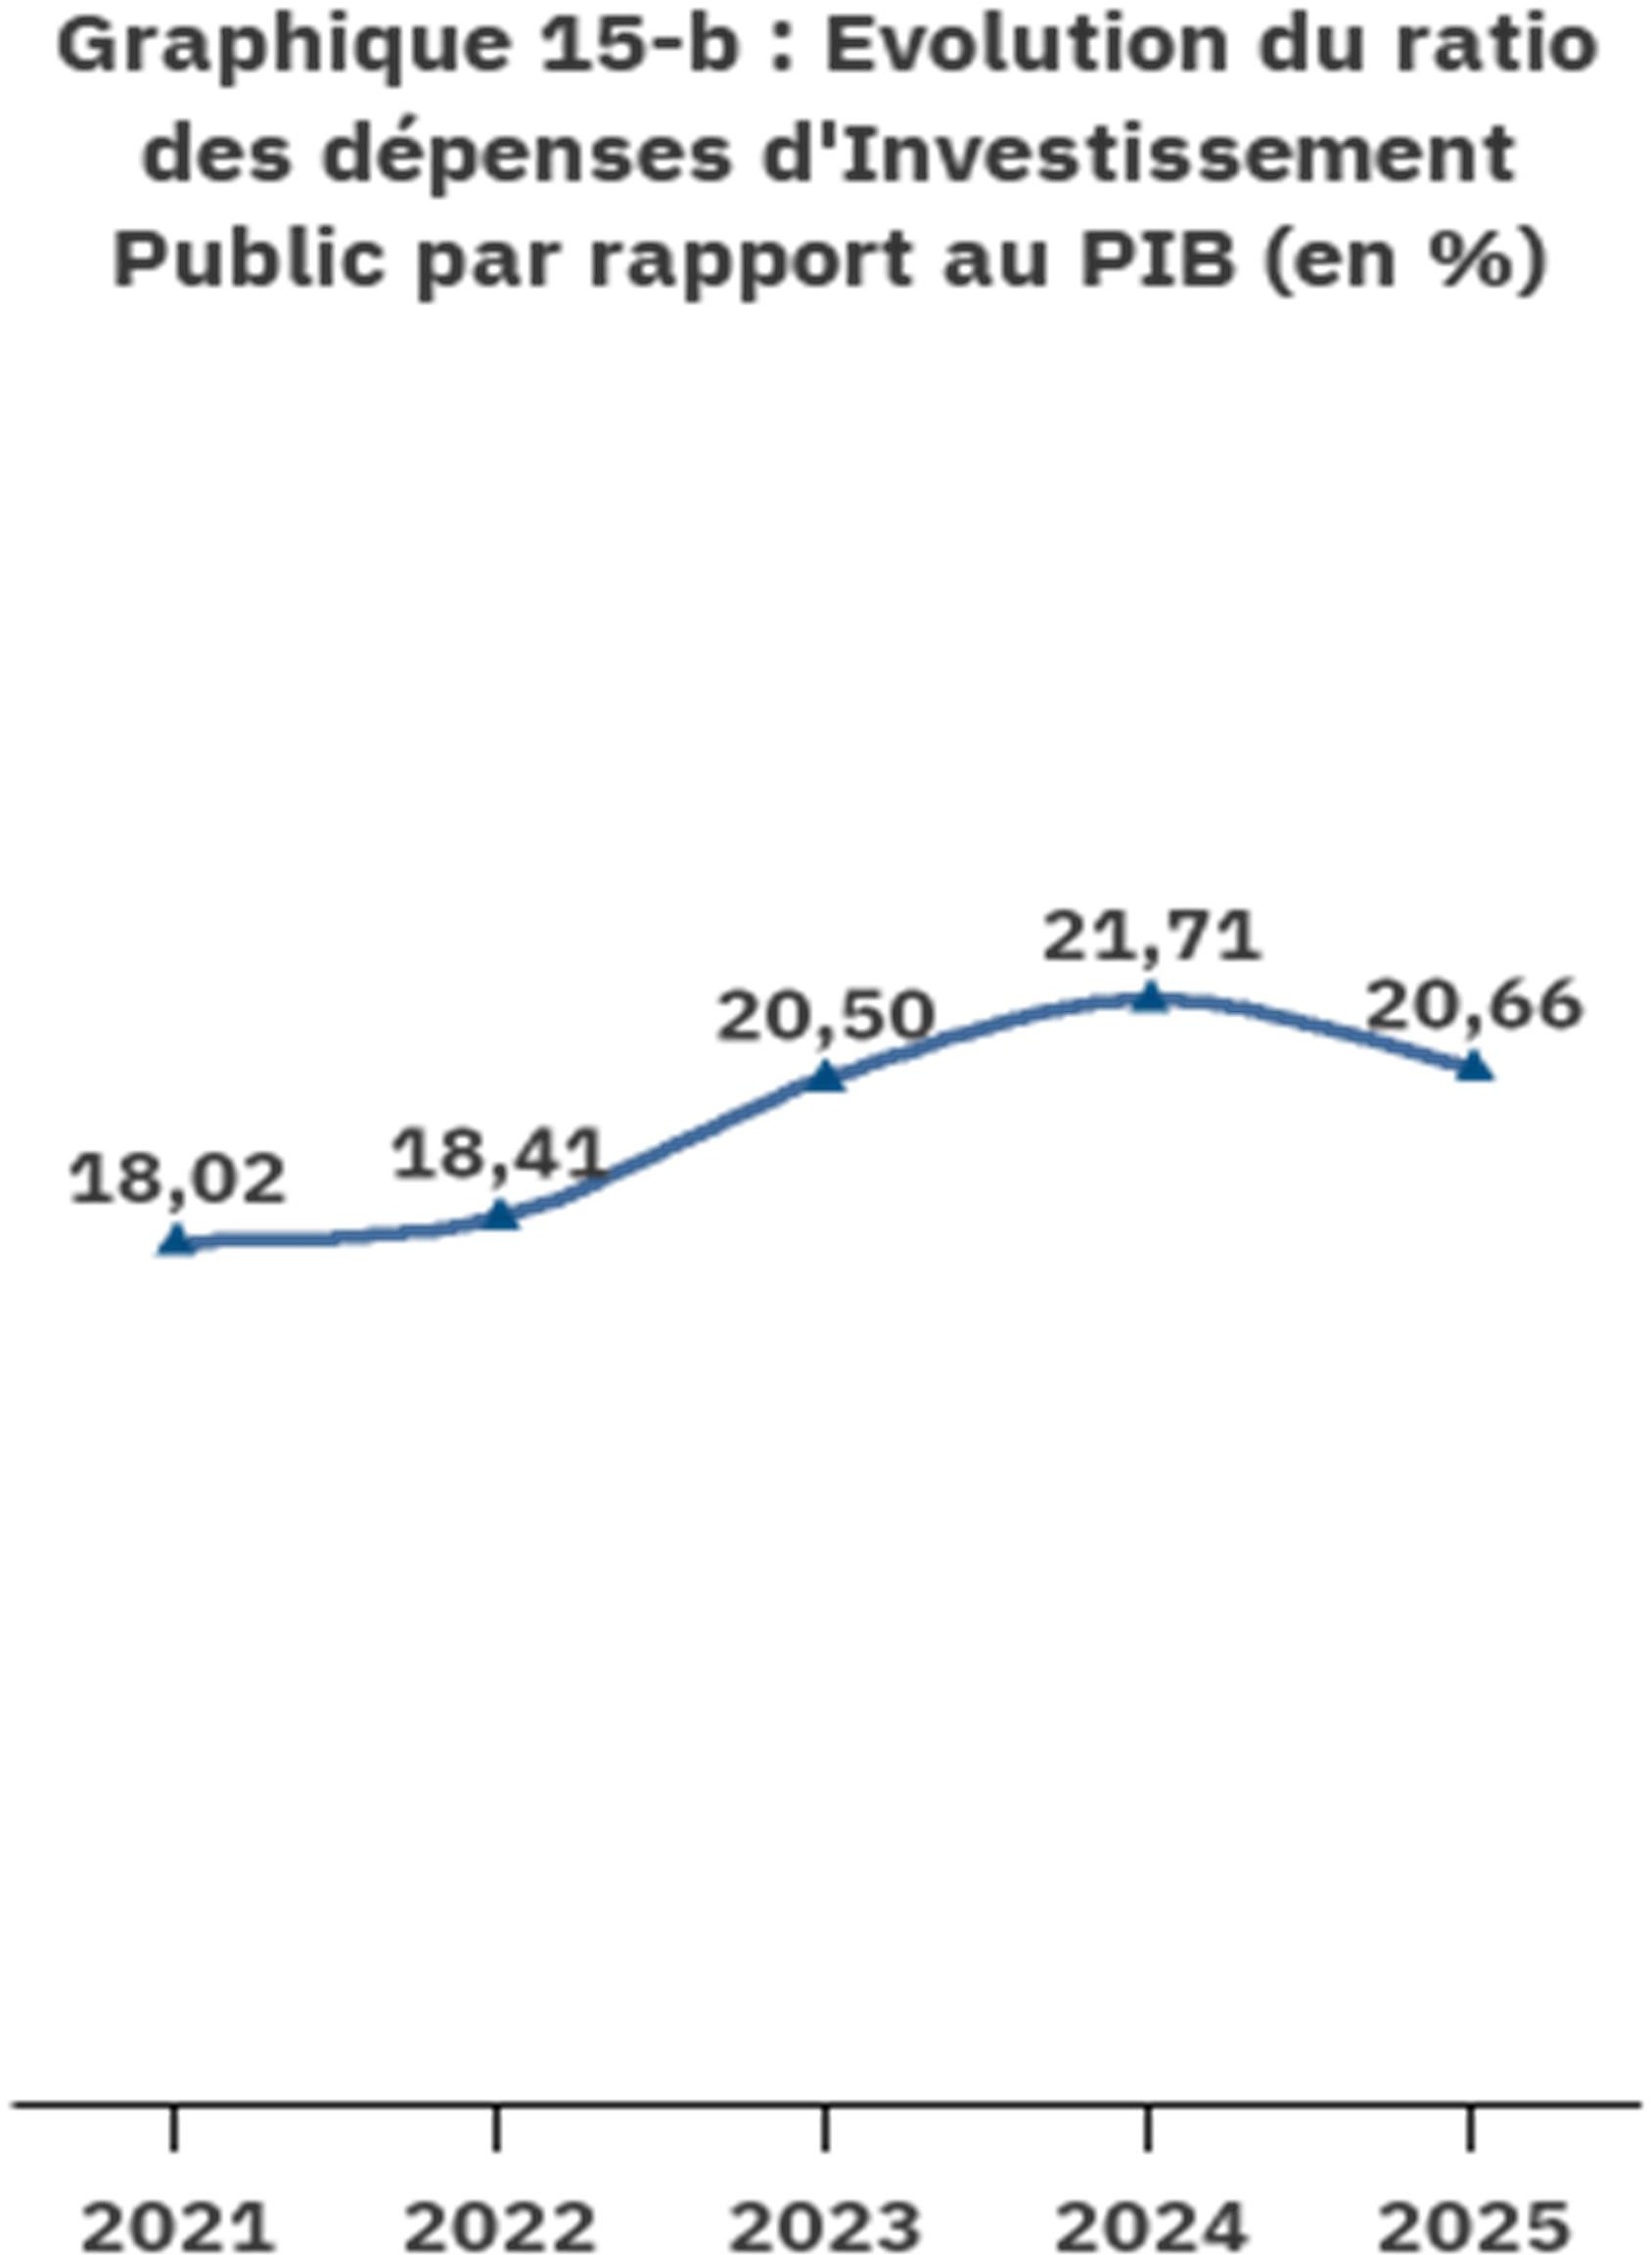 Graphique 15-b : Evolution du ratio
des dépenses d'Investissement
Public par rapport au PIB (en %)
21,71
20,50
20,66
18,41
18,02
2021 2022 2023 2024 2025